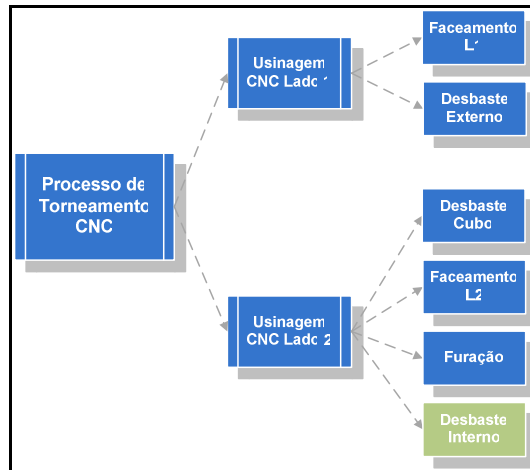 Processo de
Torneamento
CNC
Usinagem
CNC Lado 1
Faceamento
L1
Desbaste
Externo
Usinagem
CNC Lado 2
Desbaste
Cubo
Faceamento
L2
Furação
Desbaste
Interno